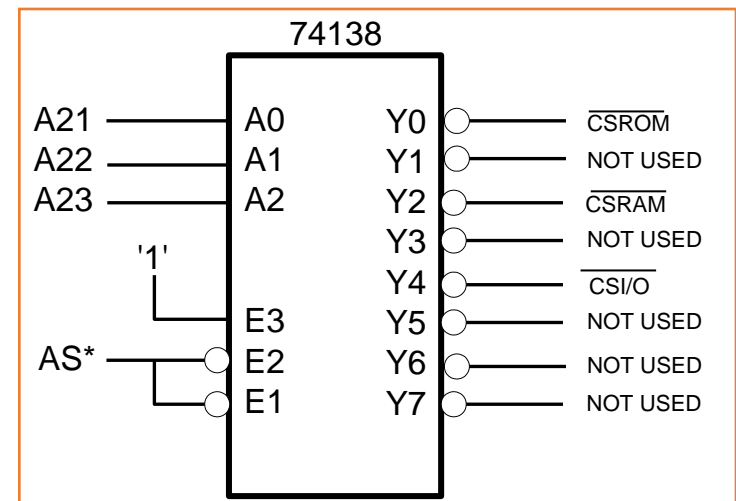 74138
A21 A0 Y0 CSROM
A22 A1 Y1 NOT USED
A23 A2 Y2 CSRAM
Y3 NOT USED
'1' Y4 CSI/O
E3 Y5 NOT USED
AS* E2 Y6 NOT USED
E1 Y7 NOT USED